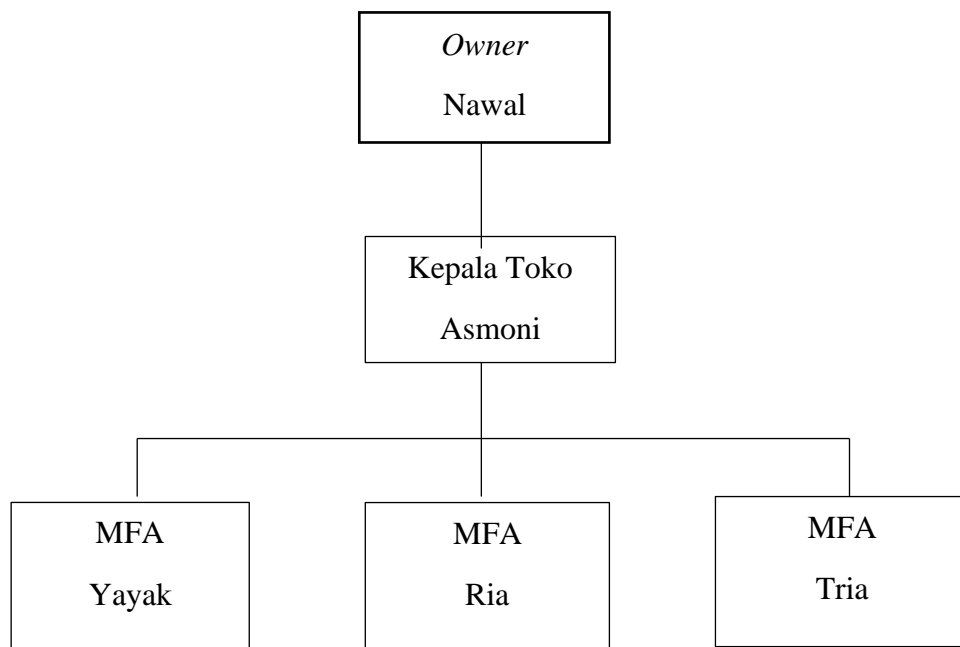 Owner
Nawal
Kepala Toko
Asmoni
MFA
Yayak
MFA
Ria
MFA
Tria